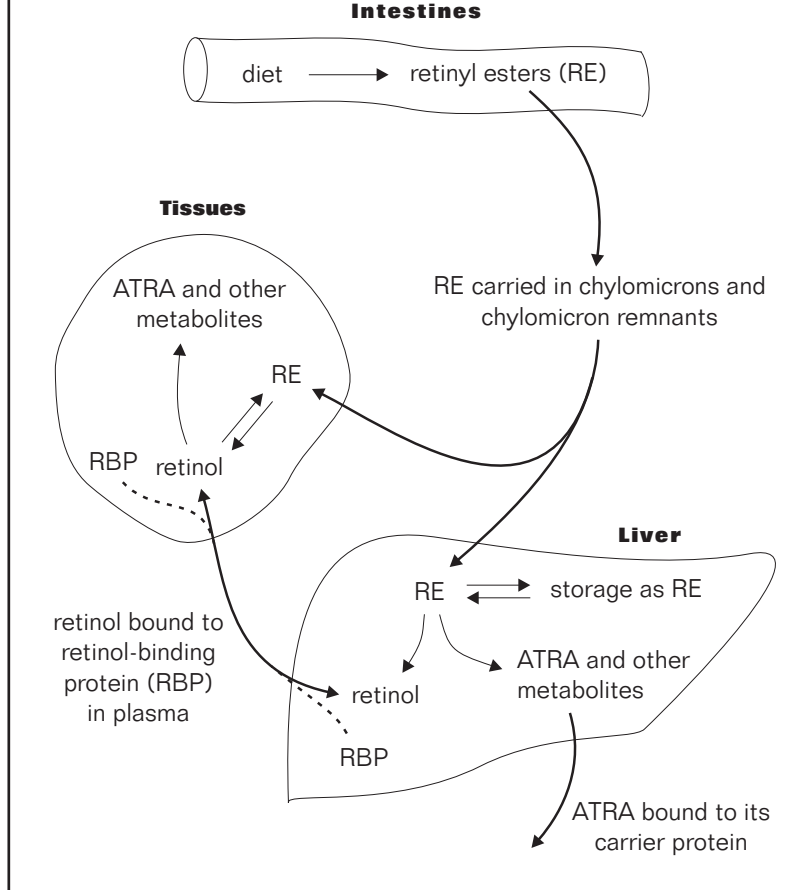 Intestines
diet
retinyl esters (RE)
Tissues
ATRA and other
metabolites
RE
RBP
retinol
RE carried in chylomicrons and
chylomicron remnants
Liver
RE
storage as RE
retinol bound to
retinol-binding
protein (RBP)
in plasma
retinol
ATRA and other
metabolites
RBP
ATRA bound to its
carrier protein